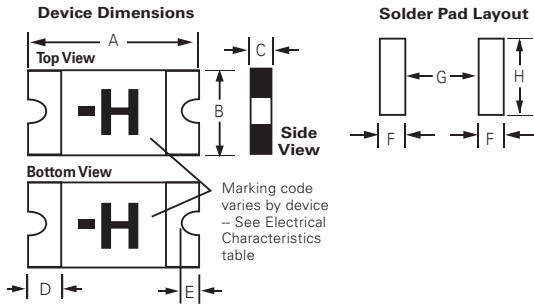 Device Dimensions
A
Top View
-H
B
C
Side
View
Bottom View
-H
D
E
Marking code
varies by device
-- See Electrical
Characteristics
table
Solder Pad Layout
G
H
F
F